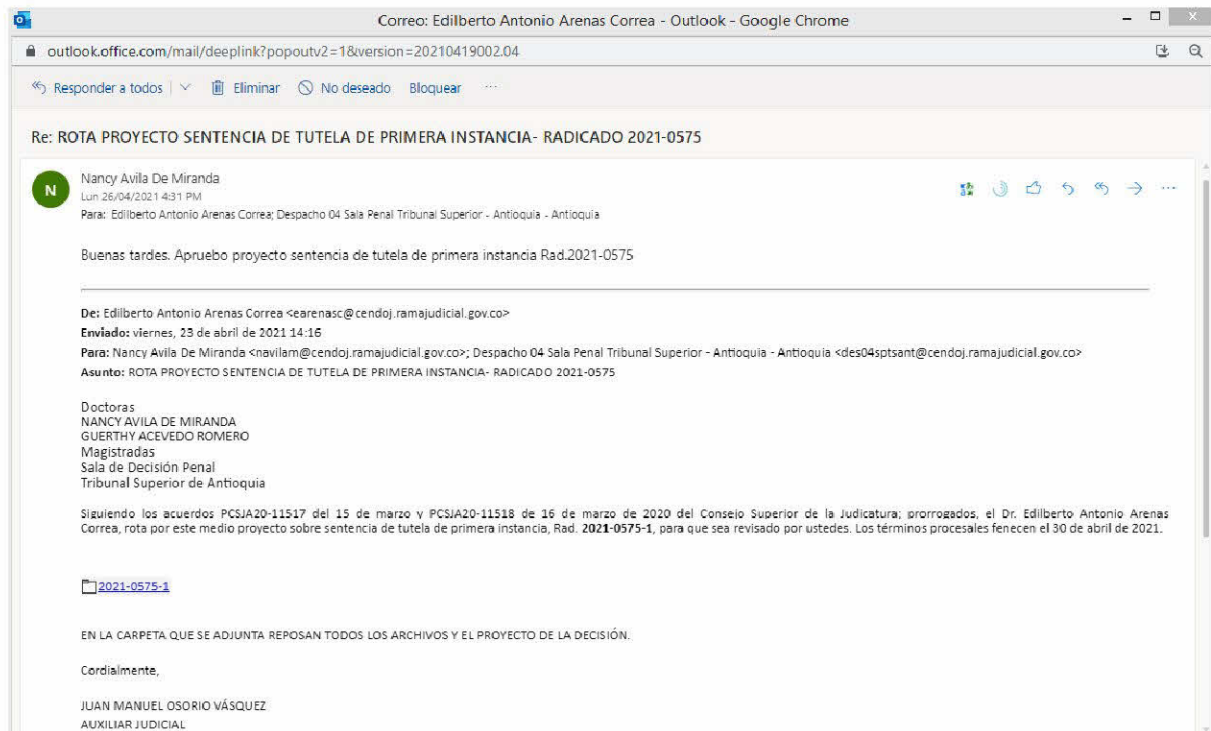 Correo: Edilberto Antonio Arenas Correa - Outlook - Google Chrome
outlook.office.com/mail/deeplink?popoutv2=1&version=20210419002.04
Responder a todos | Eliminar No deseado Bloquear ...
Re: ROTA PROYECTO SENTENCIA DE TUTELA DE PRIMERA INSTANCIA- RADICADO 2021-0575
N
Nancy Avila De Miranda
Lun 26/04/2021 4:31 PM
Para: Edilberto Antonio Arenas Correa; Despacho 04 Sala Penal Tribunal Superior - Antioquia - Antioquia
Buenas tardes. Apruebo proyecto sentencia de tutela de primera instancia Rad.2021-0575
De: Edilberto Antonio Arenas Correa <earenasc@cendoj.ramajudicial.gov.co>
Enviado: viernes, 23 de abril de 2021 14:16
Para: Nancy Avila De Miranda <navilam@cendoj.ramajudicial.gov.co>; Despacho 04 Sala Penal Tribunal Superior - Antioquia - Antioquia <des04sptsant@cendoj.ramajudicial.gov.co>
Asunto: ROTA PROYECTO SENTENCIA DE TUTELA DE PRIMERA INSTANCIA- RADICADO 2021-0575
Doctoras
NANCY AVILA DE MIRANDA
GUERTHY ACEVEDO ROMERO
Magistradas
Sala de Decisión Penal
Tribunal Superior de Antioquia
Siguiendo los acuerdos PCSJA20-11517 del 15 de marzo y PCSJA20-11518 de 16 de marzo de 2020 del Consejo Superior de la Judicatura; prorrogados, el Dr. Edilberto Antonio Arenas
Correa, rota por este medio proyecto sobre sentencia de tutela de primera instancia, Rad. 2021-0575-1, para que sea revisado por ustedes. Los términos procesales fenecen el 30 de abril de 2021.
2021-0575-1
EN LA CARPETA QUE SE ADJUNTA REPOSAN TODOS LOS ARCHIVOS Y EL PROYECTO DE LA DECISIÓN.
Cordialmente,
JUAN MANUEL OSORIO VÁSQUEZ
AUXILIAR JUDICIAL